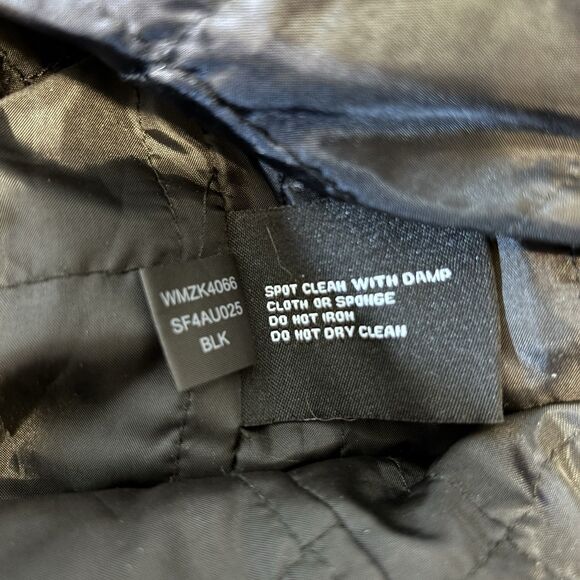 WMZK4066
SF4AU025
BLK
SPOT CLEAN WITH DAMP
CLOTH OR SPONGE
DO NOT IRON
DO NOT DRY CLEAN